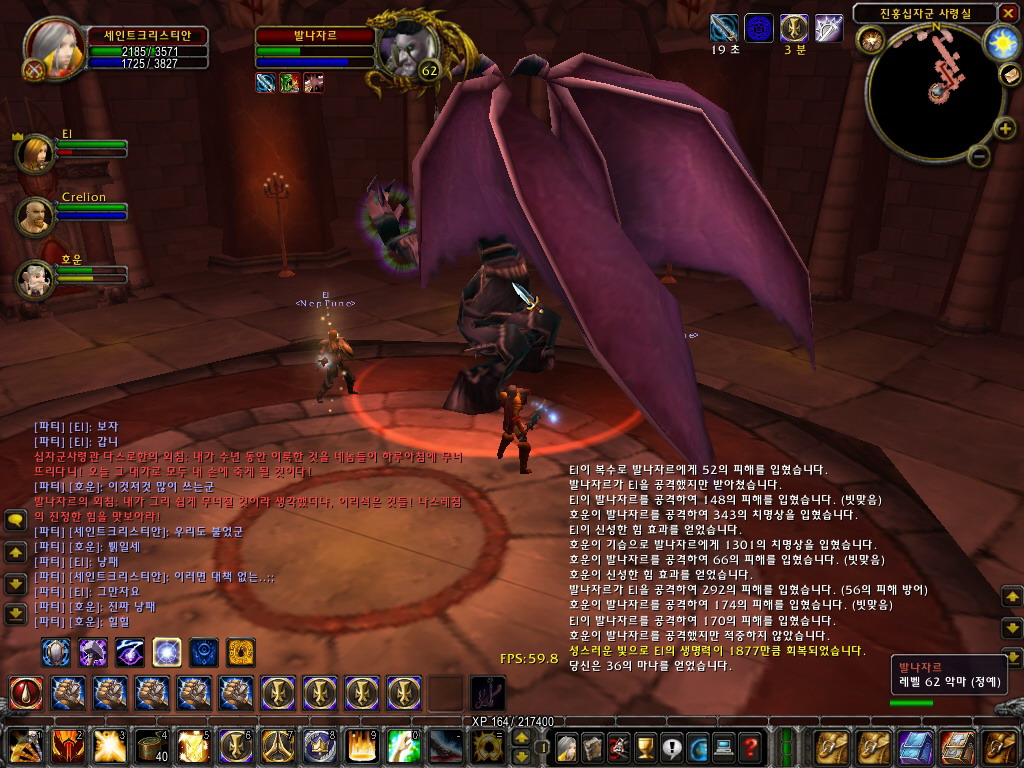 세인트크리스티안
2185 / 3571
1725 / 3827
발나자르
62
19 초
3 분
진홍십자군 사령실
N
El
Crelion
호운
El
<Neptune>
e>
[파티] [El]: 보자
[파티] [El]: 갑니
십자군사령관 다스로한의 외침: 내가 수년 동안 이룩한 것을 네놈들이 하루아침에 무너
뜨리다니! 오늘 그 대가로 모두 내 손에 죽게 될 것이다!
[파티] [호운]: 이것저것 많이 쓰는군
발나자르의 외침: 내가 그리 쉽게 무너질 것이라 생각했더냐, 어리석은 것들! 나스레짐
의 진정한 힘을 맛보아라!
[파티] [세인트크리스티안]: 우리도 불었군
[파티] [호운]: 뷁일세
[파티] [El]: 낭패
[파티] [세인트크리스티안]: 이러면 대책 없는..;;
[파티] [El]: 그만자요
[파티] [호운]: 진짜 낭패
[파티] [호운]: 힐힐
El이 복수로 발나자르에게 52의 피해를 입혔습니다.
발나자르가 El을 공격했지만 받아쳤습니다.
El이 발나자르를 공격하여 148의 피해를 입혔습니다. (빗맞음)
호운이 발나자르를 공격하여 343의 치명상을 입혔습니다.
El이 신성한 힘 효과를 얻었습니다.
호운이 기습으로 발나자르에게 1301의 치명상을 입혔습니다.
호운이 발나자르를 공격하여 66의 피해를 입혔습니다. (빗맞음)
호운이 신성한 힘 효과를 얻었습니다.
발나자르가 El을 공격하여 292의 피해를 입혔습니다. (56의 피해 방어)
호운이 발나자르를 공격하여 174의 피해를 입혔습니다. (빗맞음)
El이 발나자르를 공격하여 170의 피해를 입혔습니다.
호운이 발나자르를 공격했지만 적중하지 않았습니다.
성스러운 빛으로 El의 생명력이 1877만큼 회복되었습니다.
당신은 36의 마나를 얻었습니다.
FPS:59.8
발나자르
레벨 62 악마 (정예)
XP 164/ 217400
1 2 3 4 5 6 7 8 9 0 - =
40